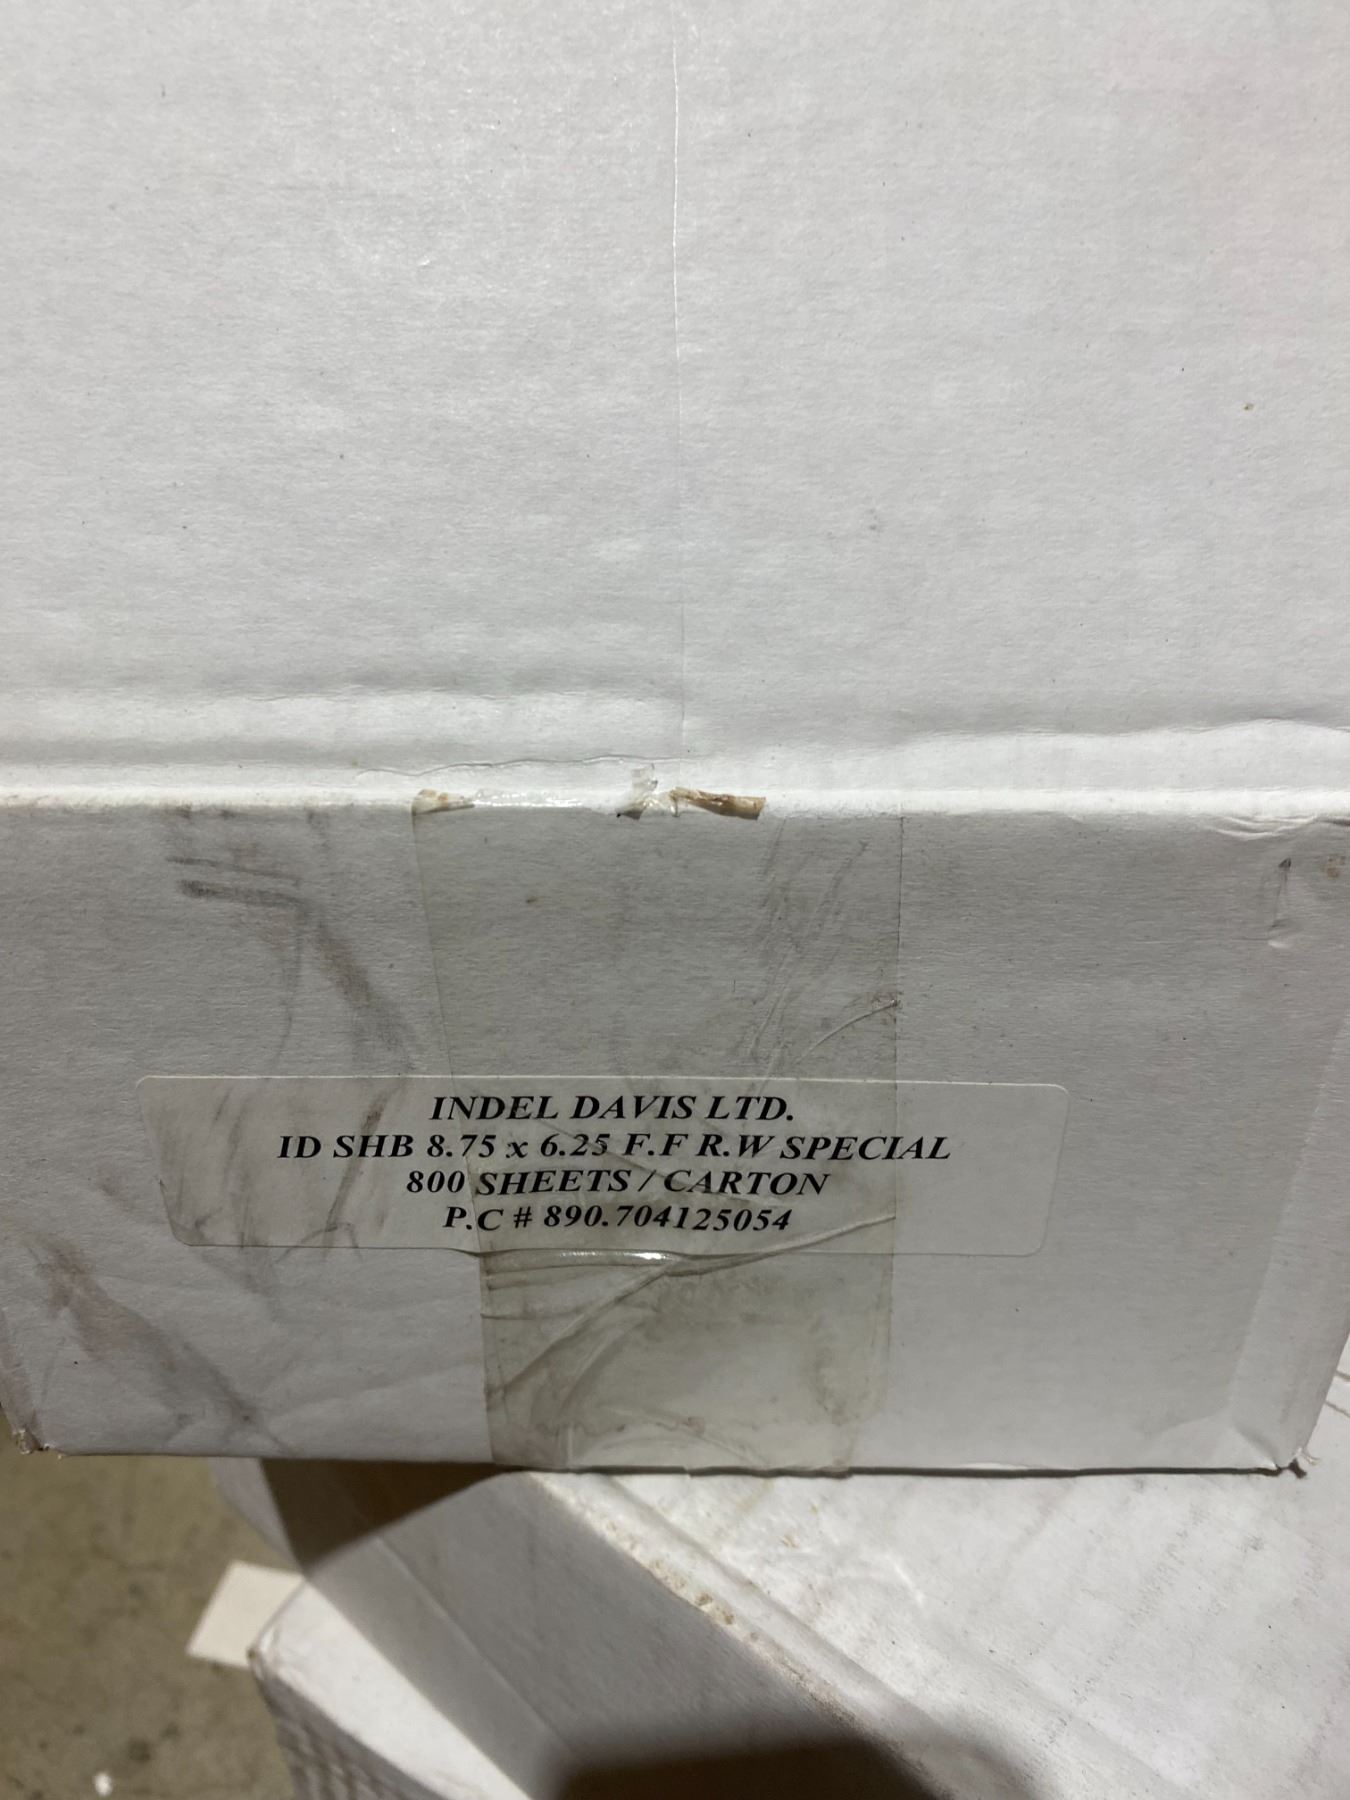 INDEL DAVIS LTD.
ID SHB 8.75 x 6.25 F.F R.W SPECIAL
800 SHEETS / CARTON
P.C # 890.704125054